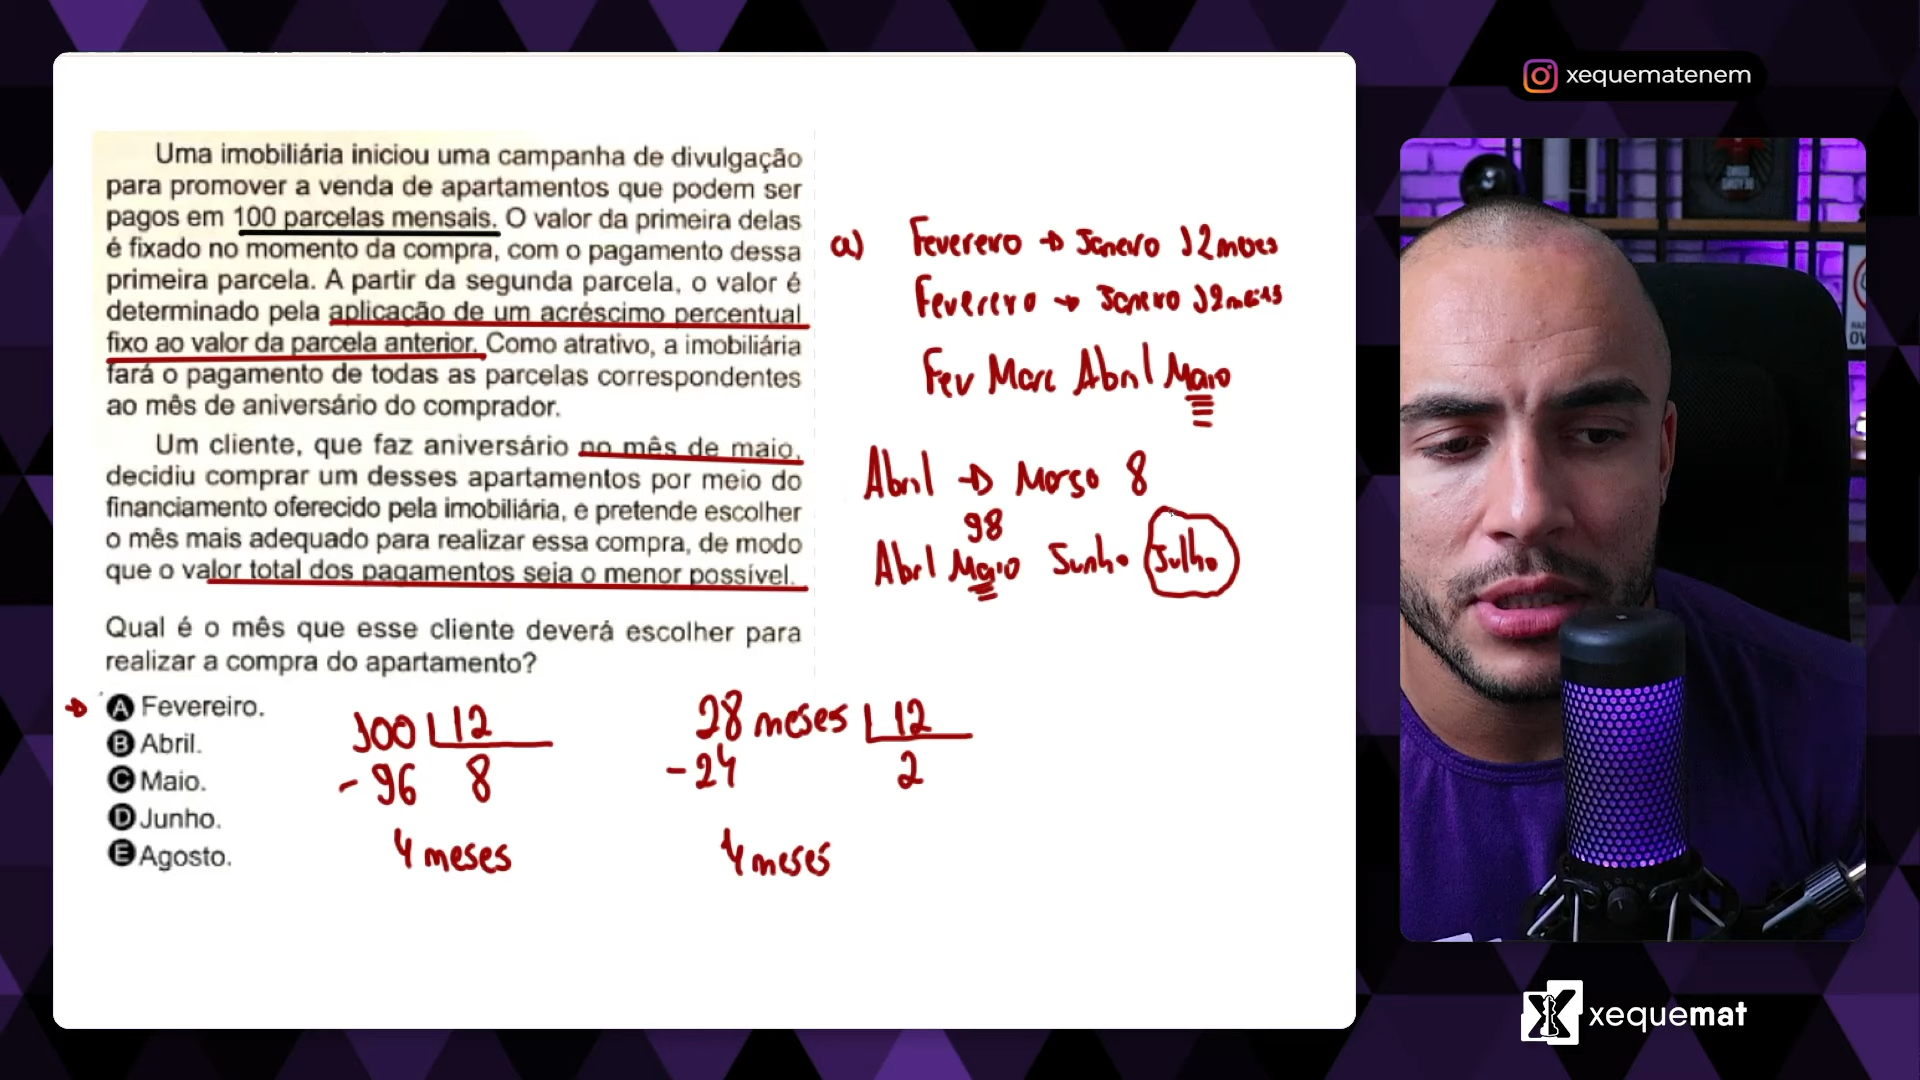 xequematenem
Uma imobiliária iniciou uma campanha de divulgação
para promover a venda de apartamentos que podem ser
pagos em 100 parcelas mensais. O valor da primeira delas
é fixado no momento da compra, com o pagamento dessa
primeira parcela. A partir da segunda parcela, o valor é
determinado pela aplicação de um acréscimo percentual
fixo ao valor da parcela anterior. Como atrativo, a imobiliária
fará o pagamento de todas as parcelas correspondentes
ao mês de aniversário do comprador.
Um cliente, que faz aniversário no mês de maio,
decidiu comprar um desses apartamentos por meio do
financiamento oferecido pela imobiliária, e pretende escolher
o mês mais adequado para realizar essa compra, de modo
que o valor total dos pagamentos seja o menor possível.
Qual é o mês que esse cliente deverá escolher para
realizar a compra do apartamento?
A Fevereiro.
B Abril.
C Maio.
D Junho.
E Agosto.
a) Fevereiro → Janeiro 12 meses
Fevereiro → Janeiro 12 meses
Fev Marc Abril Maio
Abril → Março 8
98
Abril Maio Junho Julho
100 12
-96 8
4 meses
28 meses 12
-24 2
4 meses
xequemat